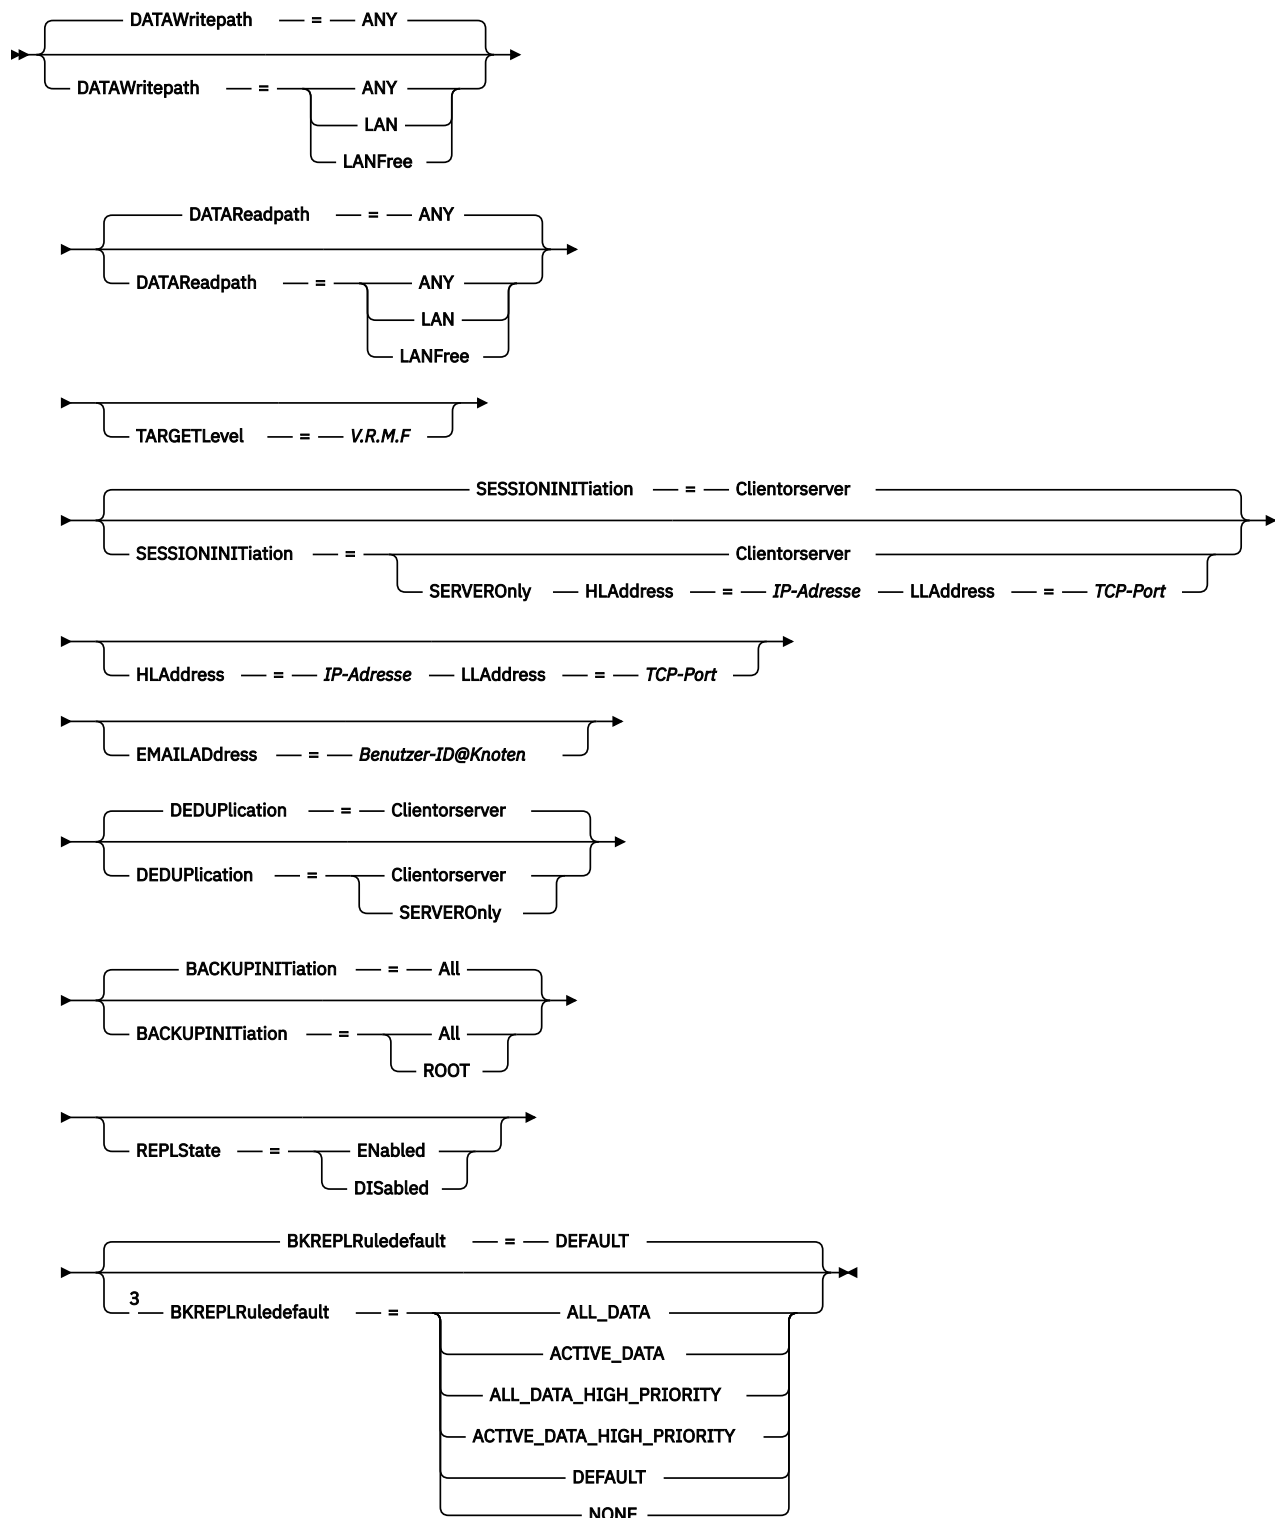 DATAWritepath = ANY
DATAWritepath = ANY
LAN
LANFree
DATAReadpath = ANY
DATAReadpath = ANY
LAN
LANFree
TARGETLevel = V.R.M.F
SESSIONINITiation = Clientorserver
SESSIONINITiation = Clientorserver
SERVEROnly HLAddress = IP-Adresse LLAddress = TCP-Port
HLAddress = IP-Adresse LLAddress = TCP-Port
EMAILADdress = Benutzer-ID@Knoten
DEDUPlication = Clientorserver
DEDUPlication = Clientorserver
SERVEROnly
BACKUPINITiation = All
BACKUPINITiation = All
ROOT
REPLState = ENabled
DISabled
BKREPLRuledefault = DEFAULT
3 BKREPLRuledefault = ALL_DATA
ACTIVE_DATA
ALL_DATA_HIGH_PRIORITY
ACTIVE_DATA_HIGH_PRIORITY
DEFAULT
NONE